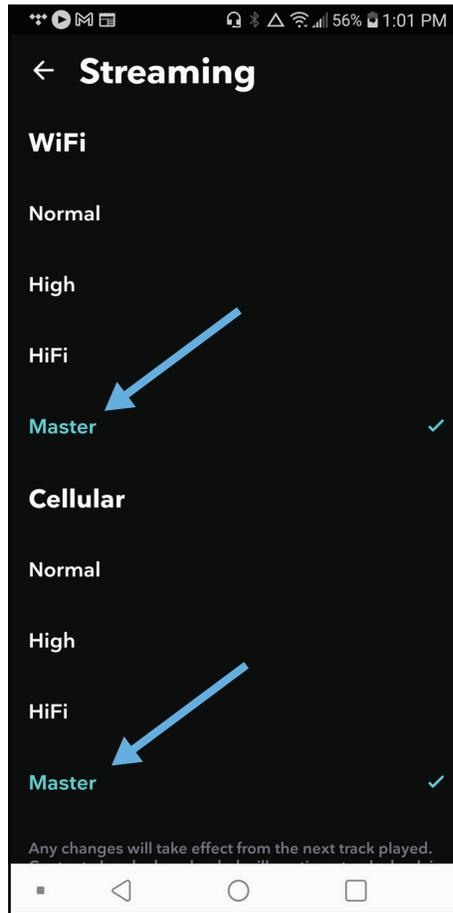 56% 1:01 PM
Streaming
WiFi
Normal
High
HiFi
Master
Cellular
Normal
High
HiFi
Master
Any changes will take effect from the next track played.